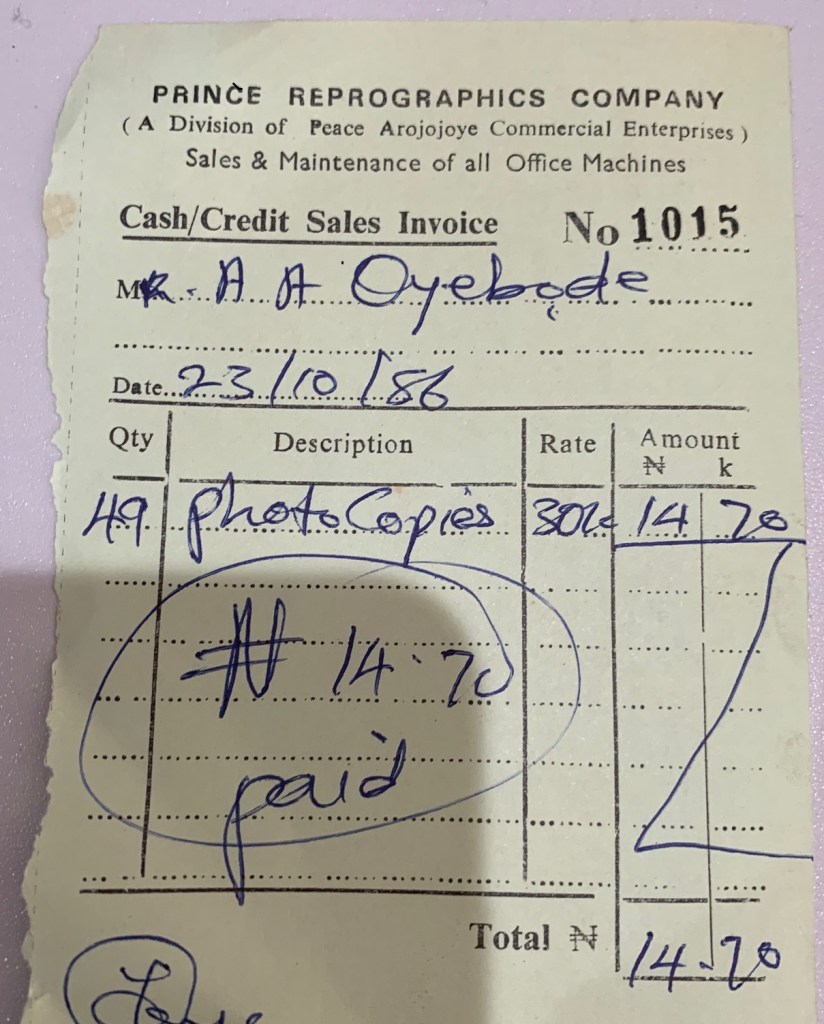 PRINCE REPROGRAPHICS COMPANY
( A Division of Peace Arojojoye Commercial Enterprises )
Sales & Maintenance of all Office Machines
Cash/Credit Sales Invoice No 1015
MR. A A Oyebode
Date 23/10/86
Qty Description Rate Amount
₦ k
49 photoCopies 30k 14 70
₦ 14.70
paid
Total ₦ 14.70